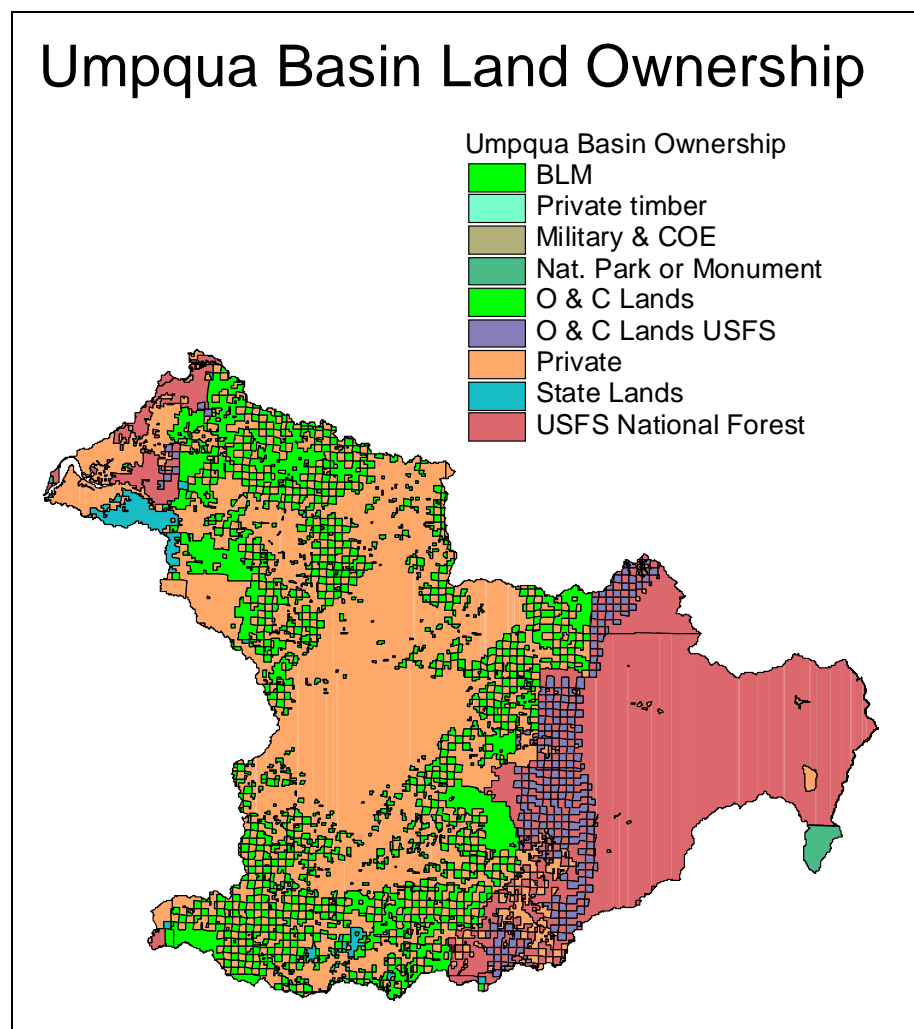 Umpqua Basin Land Ownership
Umpqua Basin Ownership
BLM
Private timber
Military & COE
Nat. Park or Monument
O & C Lands
O & C Lands USFS
Private
State Lands
USFS National Forest